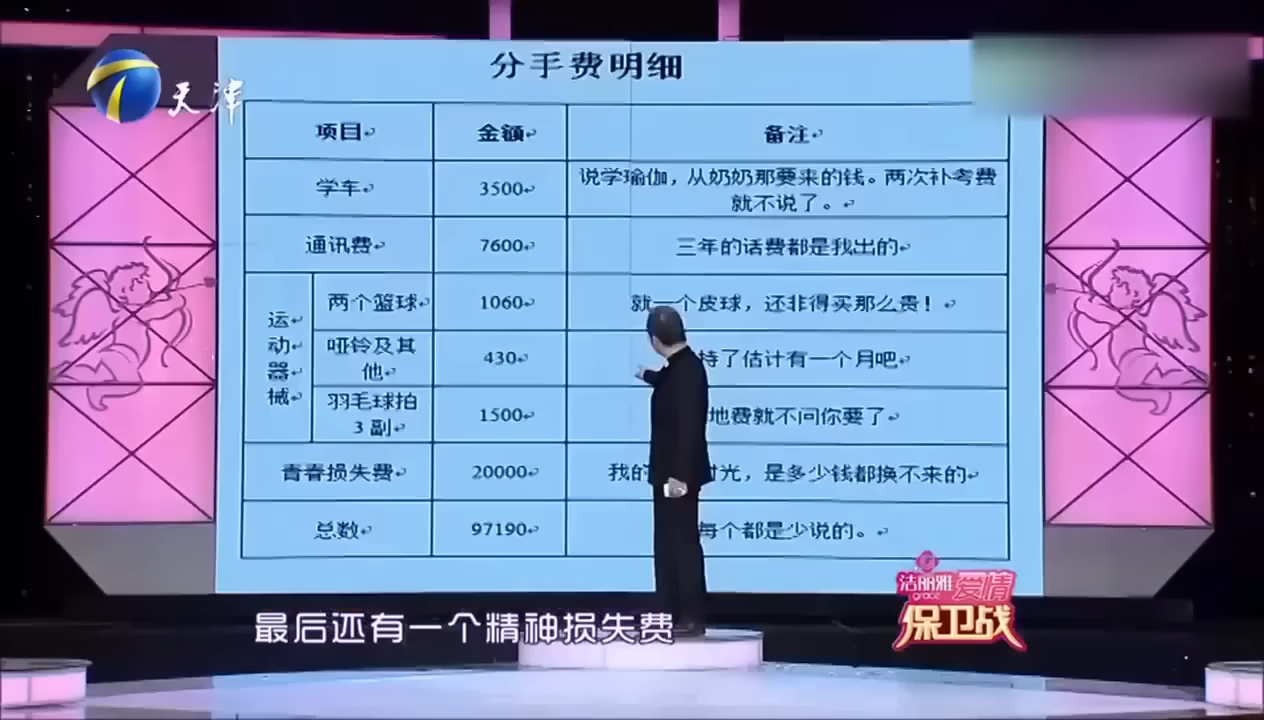 天津
分手费明细
项目 金额 备注
学车 3500 说学瑜伽，从奶奶那要来的钱。两次补考费
就不说了。
通讯费 7600 三年的话费都是我出的
运动器械
两个篮球 1060 就一个皮球，还非得买那么贵！
哑铃及其
他 430 持了估计有一个月吧
羽毛球拍
3副 1500 地费就不问你要了
青春损失费 20000 我的 时光，是多少钱都换不来的
总数 97190 每个都是少说的。
洁丽雅
grace
爱情
保卫战
最后还有一个精神损失费